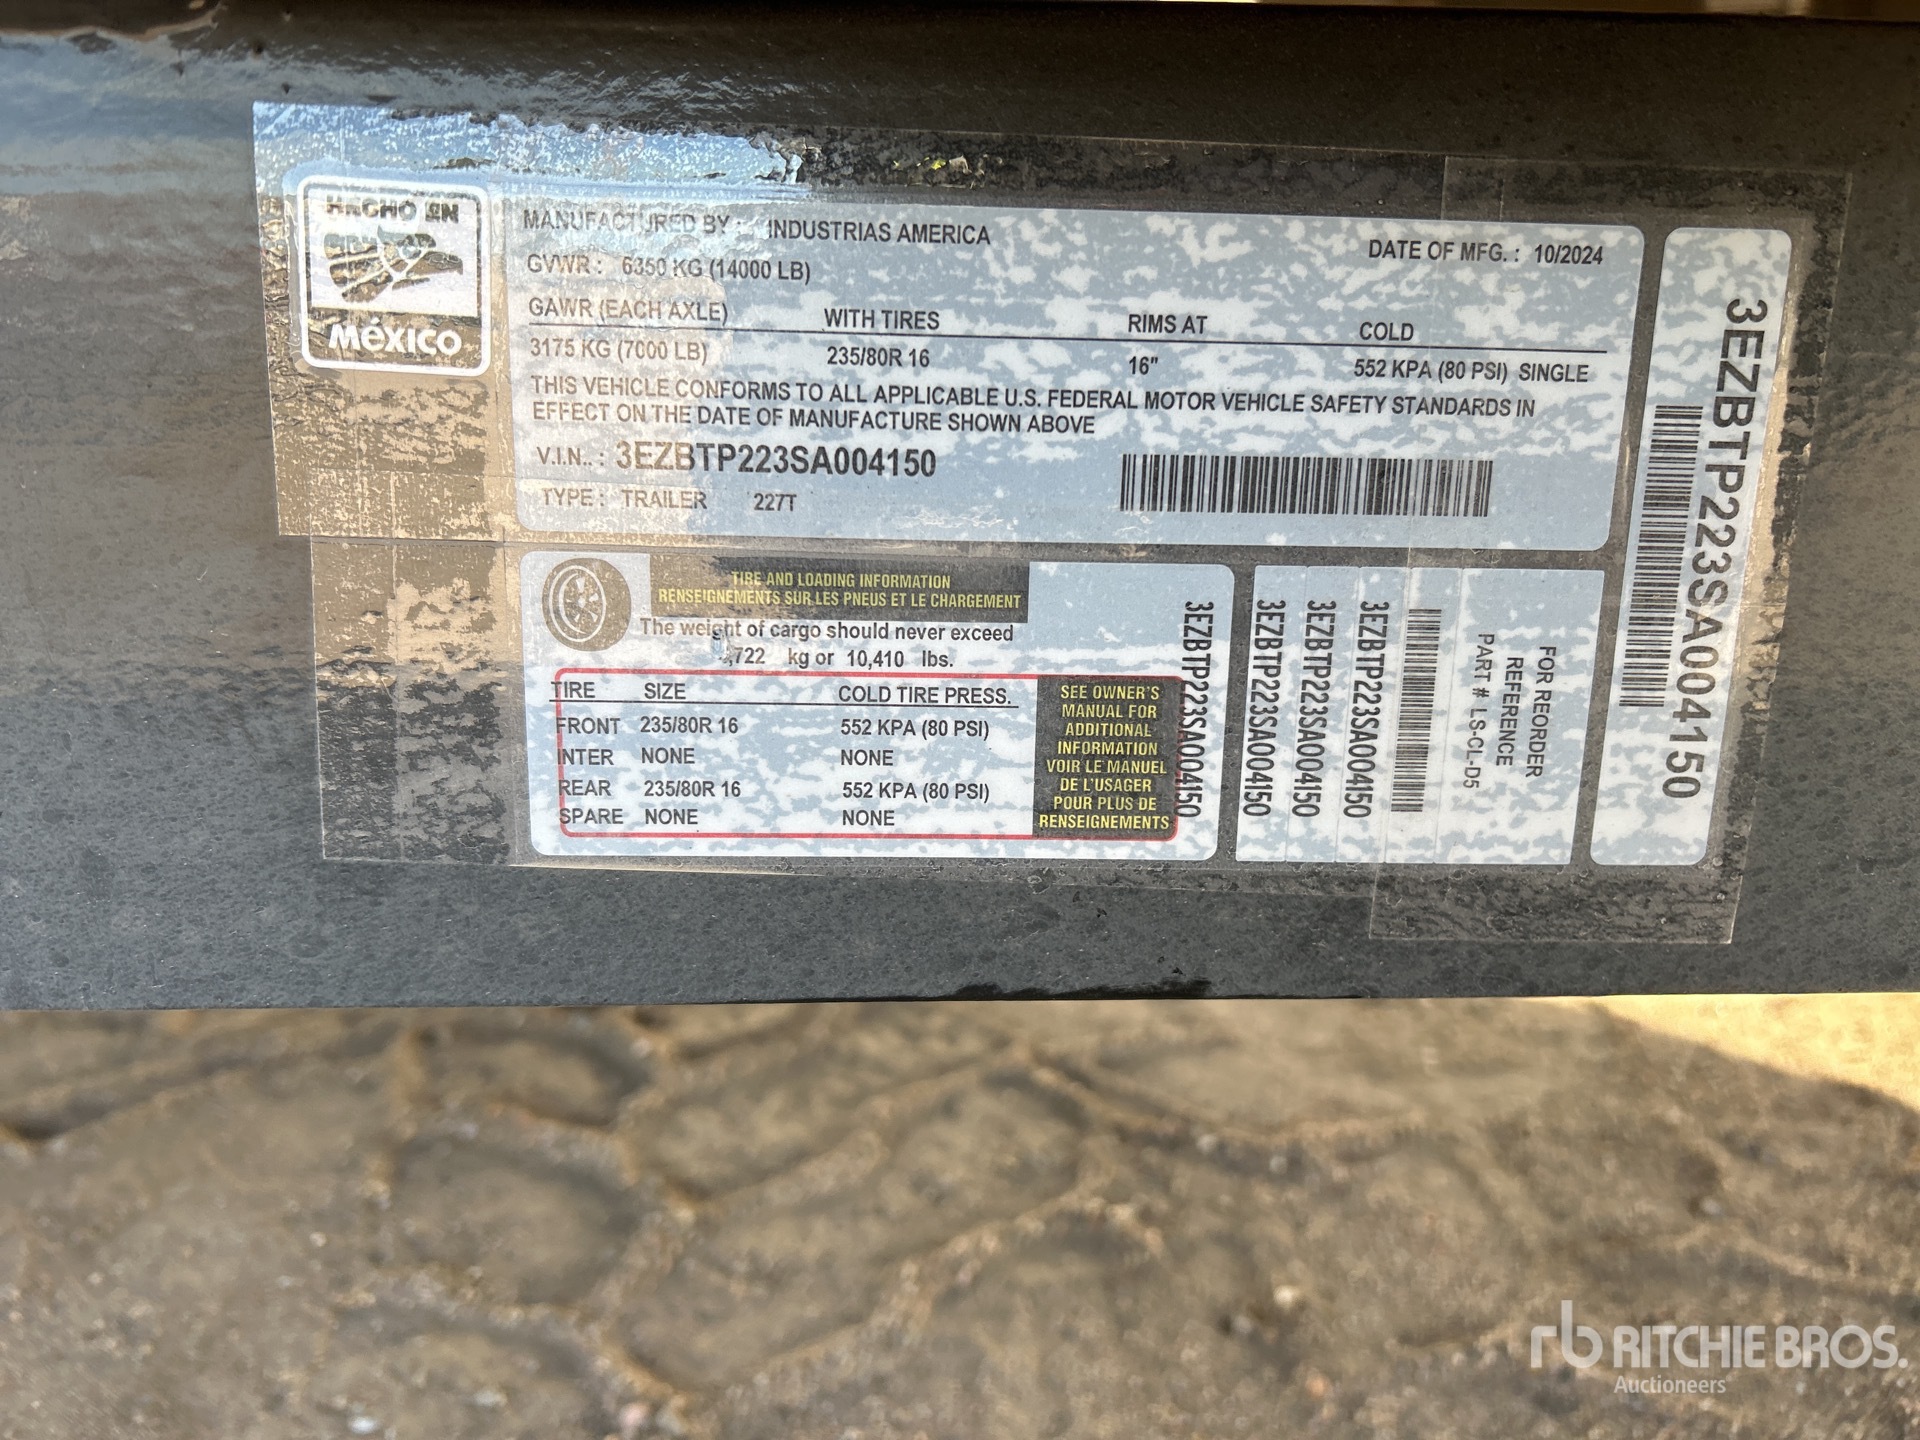 HECHO EN
México
MANUFACTURED BY : INDUSTRIAS AMERICA
DATE OF MFG. : 10/2024
GVWR : 6350 KG (14000 LB)
GAWR (EACH AXLE) WITH TIRES RIMS AT COLD
3175 KG (7000 LB) 235/80R 16 16" 552 KPA (80 PSI) SINGLE
THIS VEHICLE CONFORMS TO ALL APPLICABLE U.S. FEDERAL MOTOR VEHICLE SAFETY STANDARDS IN
EFFECT ON THE DATE OF MANUFACTURE SHOWN ABOVE
V.I.N.. : 3EZBTP223SA004150
TYPE : TRAILER 227T
TIRE AND LOADING INFORMATION
RENSEIGNEMENTS SUR LES PNEUS ET LE CHARGEMENT
The weight of cargo should never exceed
,722 kg or 10,410 lbs.
TIRE SIZE COLD TIRE PRESS.
FRONT 235/80R 16 552 KPA (80 PSI)
INTER NONE NONE
REAR 235/80R 16 552 KPA (80 PSI)
SPARE NONE NONE
SEE OWNER'S
MANUAL FOR
ADDITIONAL
INFORMATION
VOIR LE MANUEL
DE L'USAGER
POUR PLUS DE
RENSEIGNEMENTS
3EZBTP223SA004150
3EZBTP223SA004150
3EZBTP223SA004150
3EZBTP223SA004150
FOR REORDER
REFERENCE
PART # LS-CL-D5
3EZBTP223SA004150
rb RITCHIE BROS.
Auctioneers